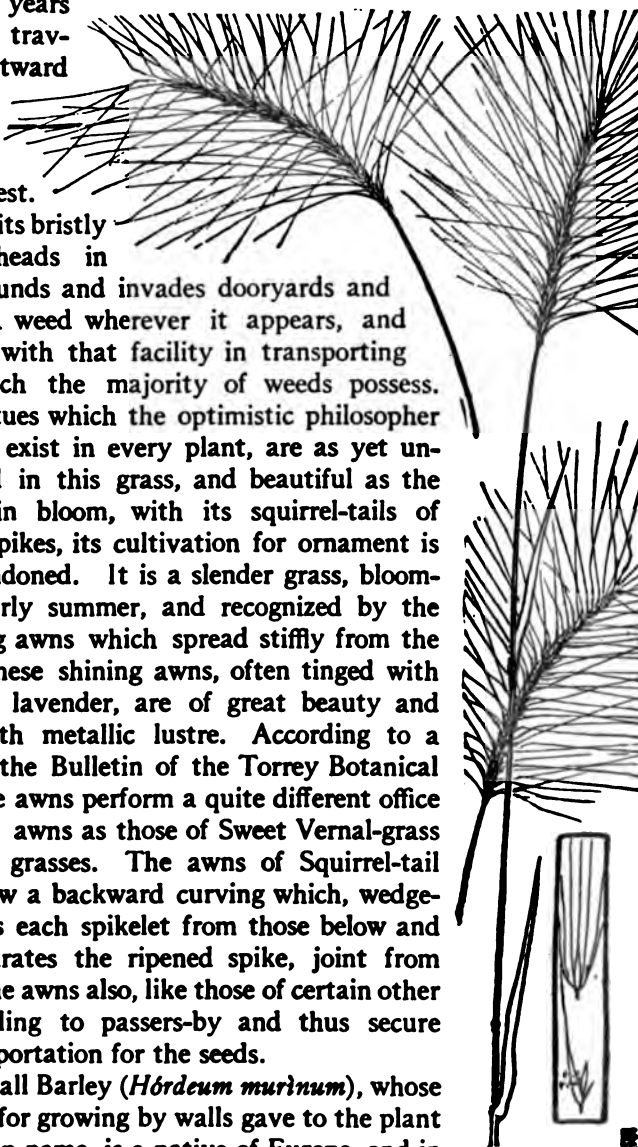 years
trav-
tward
est.
its bristly
heads in
unds and invades dooryards and
weed wherever it appears, and
with that facility in transporting
ch the majority of weeds possess.
tues which the optimistic philosopher
exist in every plant, are as yet un-
in this grass, and beautiful as the
in bloom, with its squirrel-tails of
pikes, its cultivation for ornament is
doned. It is a slender grass, bloom-
rly summer, and recognized by the
g awns which spread stiffly from the
hese shining awns, often tinged with
lavender, are of great beauty and
th metallic lustre. According to a
the Bulletin of the Torrey Botanical
e awns perform a quite different office
awns as those of Sweet Vernal-grass
grasses. The awns of Squirrel-tail
w a backward curving which, wedge-
s each spikelet from those below and
rates the ripened spike, joint from
he awns also, like those of certain other
ling to passers-by and thus secure
portation for the seeds.
all Barley (Hórdeum murìnum), whose
for growing by walls gave to the plant
name, is a native of Europe, and in